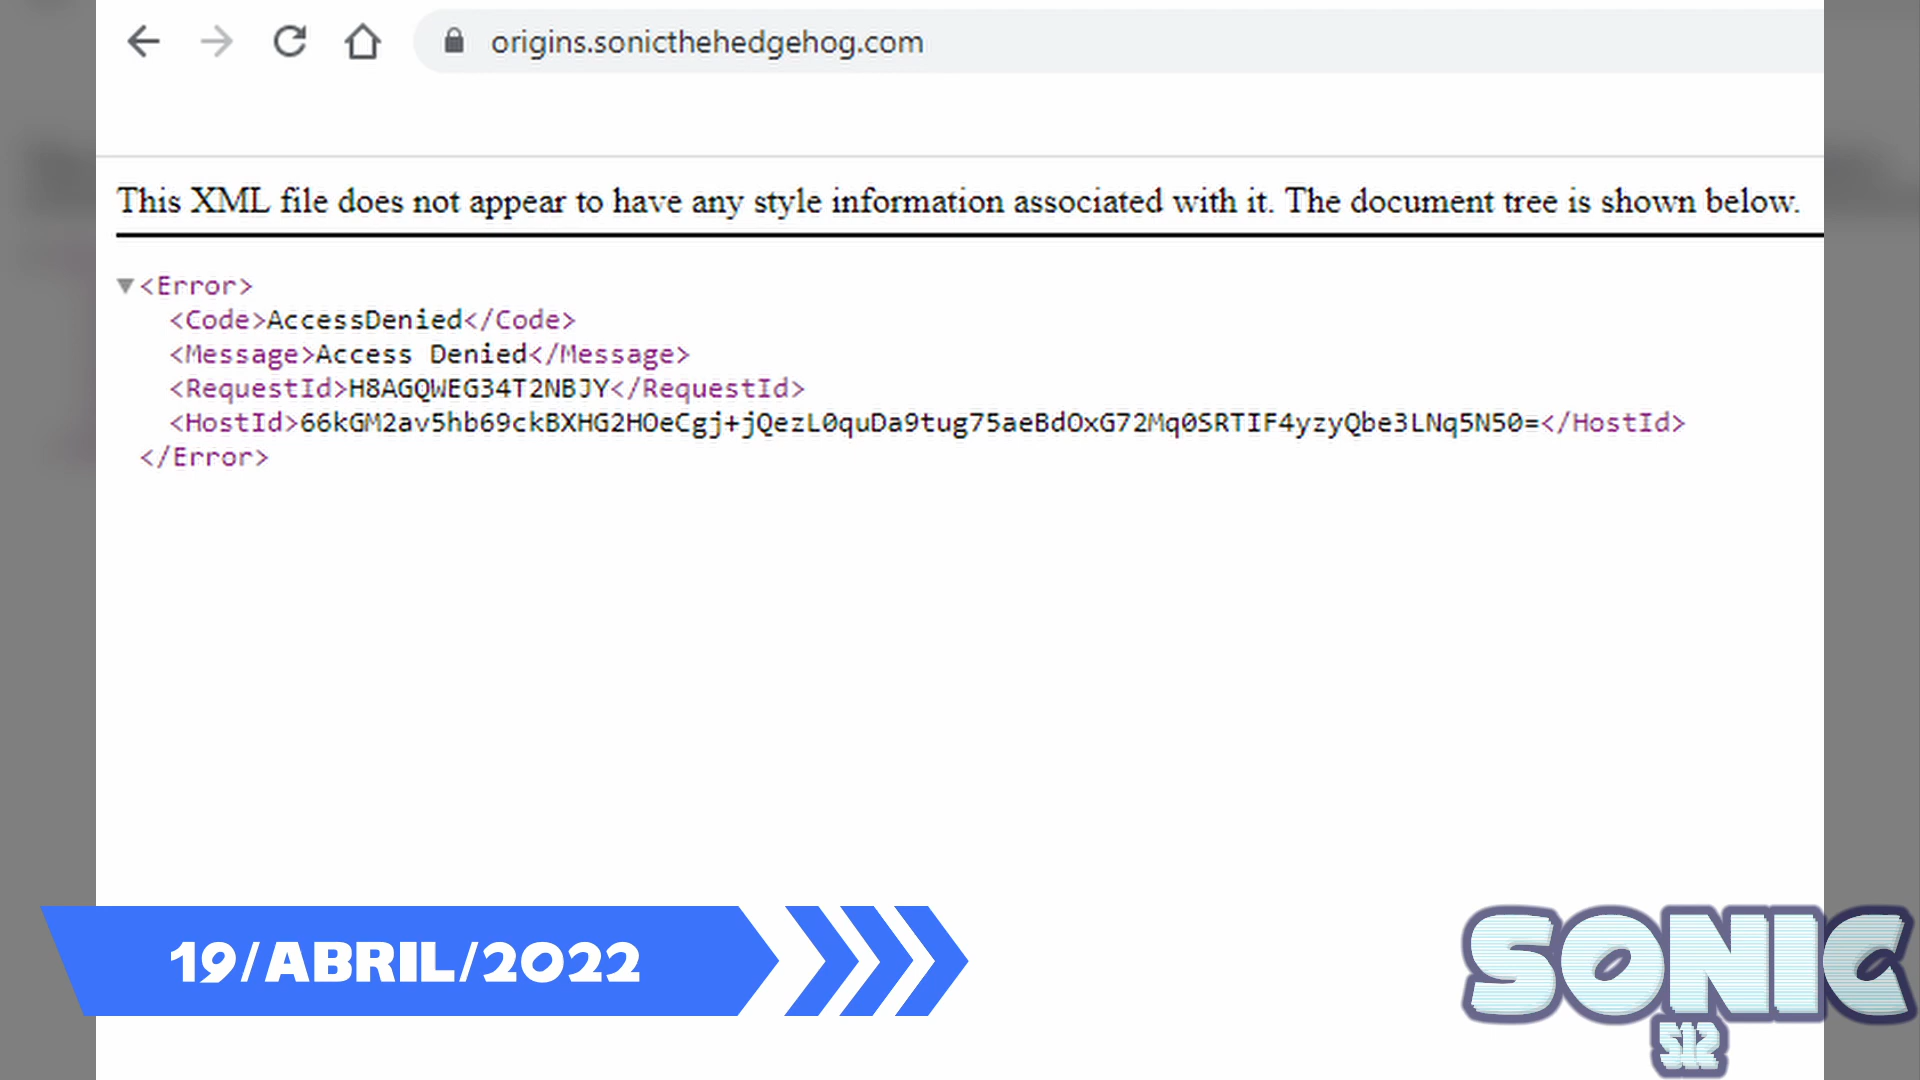 origins.sonicthehedgehog.com
This XML file does not appear to have any style information associated with it. The document tree is shown below.
▼<Error>
<Code>AccessDenied</Code>
<Message>Access Denied</Message>
<RequestId>H8AGQWEG34T2NBJY</RequestId>
<HostId>66kGM2av5hb69ckBXHG2HOeCgj+jQezL0quDa9tug75aeBdOxG72Mq0SRTIF4yzyQbe3LNq5N50=</HostId>
</Error>
19/ABRIL/2022
SONIC
512